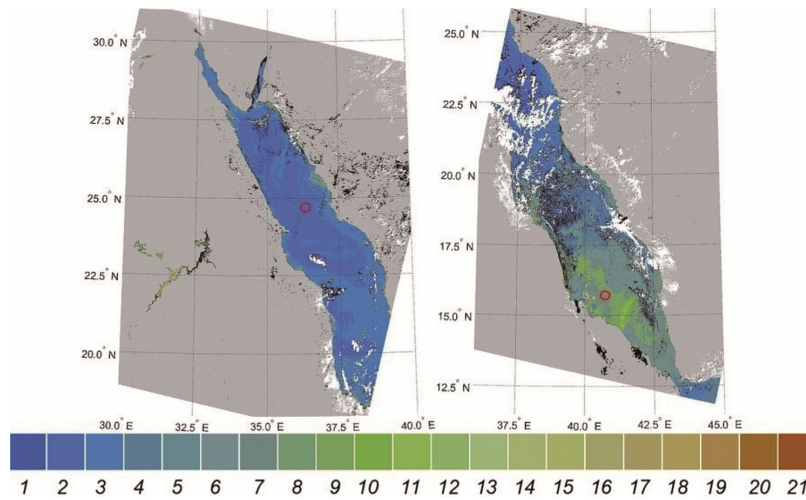 30.0° N
27.5° N
25.0° N
22.5° N
20.0° N
30.0° E
32.5° E
35.0° E
37.5° E
40.0° E
25.0° N
22.5° N
20.0° N
17.5° N
15.0° N
12.5° N
37.5° E
40.0° E
42.5° E
45.0° E
1 2 3 4 5 6 7 8 9 10 11 12 13 14 15 16 17 18 19 20 21